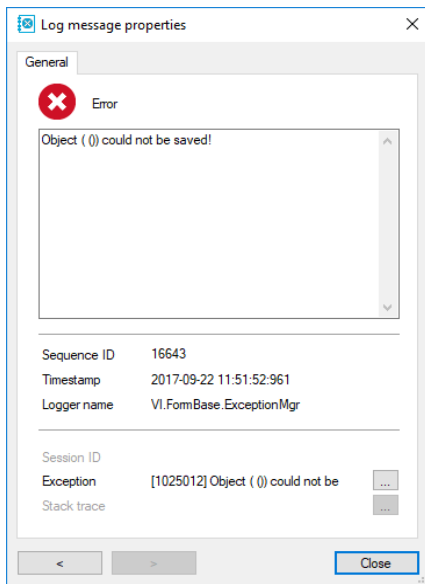 Log message properties
General
Error
Object ( ()) could not be saved!
Sequence ID 16643
Timestamp 2017-09-22 11:51:52:961
Logger name VI.FormBase.ExceptionMgr
Session ID
Exception [1025012] Object ( ()) could not be ...
Stack trace ...
< > Close